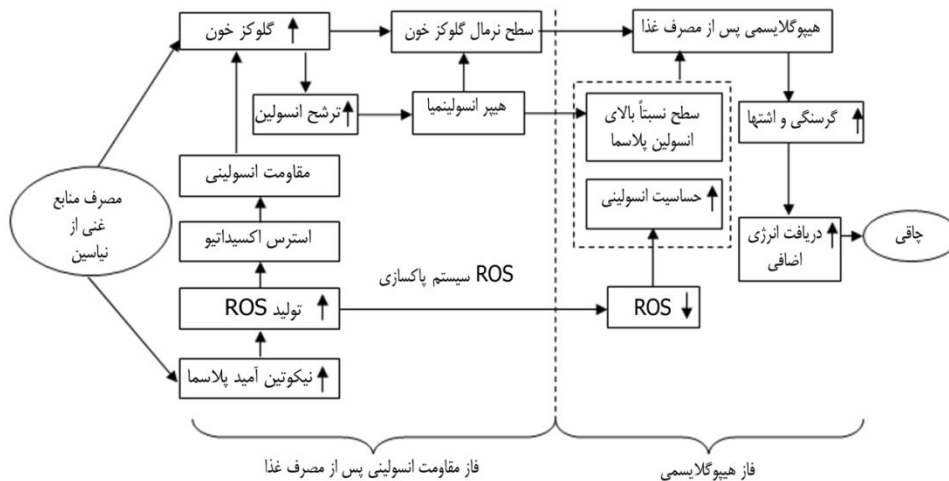 گلوکز خون
سطح نرمال گلوکز خون
هیپوگلایسمی پس از مصرف غذا
ترشح انسولین
هیپر انسولینمیا
سطح نسبتاً بالای
انسولین پلاسما
گرسنگی و اشتها
مقاومت انسولینی
حساسیت انسولینی
مصرف منابع
غنی از
نیاسین
استرس اکسیداتیو
دریافت انرژی
اضافی
چاقی
ROS سیستم پاکسازی
تولید ROS
ROS
نیکوتین آمید پلاسما
فاز مقاومت انسولینی پس از مصرف غذا
فاز هیپوگلایسمی